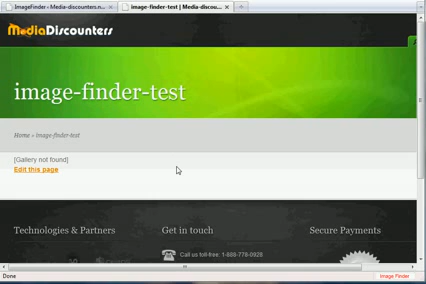 ImageFinder - Media-discounters.n...
image-finder-test | Media-discou...
MediaDiscounters
image-finder-test
Home » image-finder-test
[Gallery not found]
Edit this page
Technologies & Partners
Get in touch
Secure Payments
Call us toll-free: 1-888-778-0928
Done
Image Finder